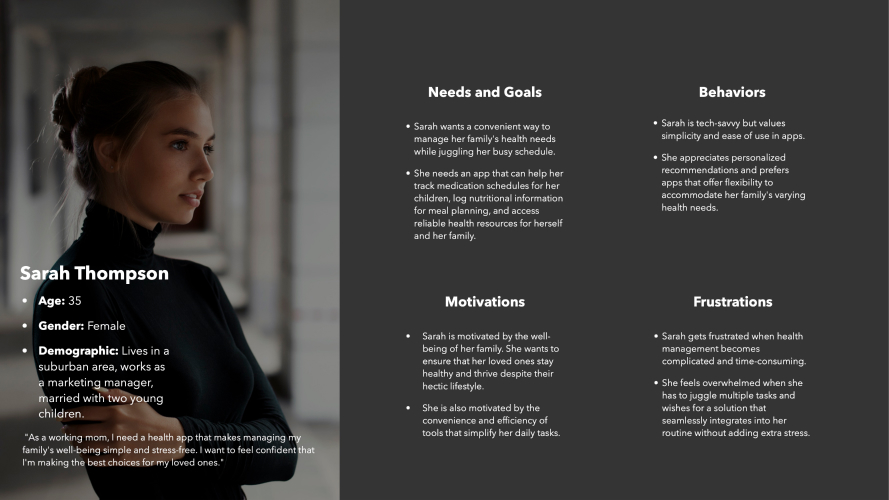 Sarah Thompson
• Age: 35
• Gender: Female
• Demographic: Lives in a
suburban area, works as
a marketing manager,
married with two young
children.
"As a working mom, I need a health app that makes managing my
family's well-being simple and stress-free. I want to feel confident that
I'm making the best choices for my loved ones."
Needs and Goals
• Sarah wants a convenient way to
manage her family's health needs
while juggling her busy schedule.
• She needs an app that can help her
track medication schedules for her
children, log nutritional information
for meal planning, and access
reliable health resources for herself
and her family.
Behaviors
• Sarah is tech-savvy but values
simplicity and ease of use in apps.
• She appreciates personalized
recommendations and prefers
apps that offer flexibility to
accommodate her family's varying
health needs.
Motivations
• Sarah is motivated by the well-
being of her family. She wants to
ensure that her loved ones stay
healthy and thrive despite their
hectic lifestyle.
• She is also motivated by the
convenience and efficiency of
tools that simplify her daily tasks.
Frustrations
• Sarah gets frustrated when health
management becomes
complicated and time-consuming.
• She feels overwhelmed when she
has to juggle multiple tasks and
wishes for a solution that
seamlessly integrates into her
routine without adding extra stress.